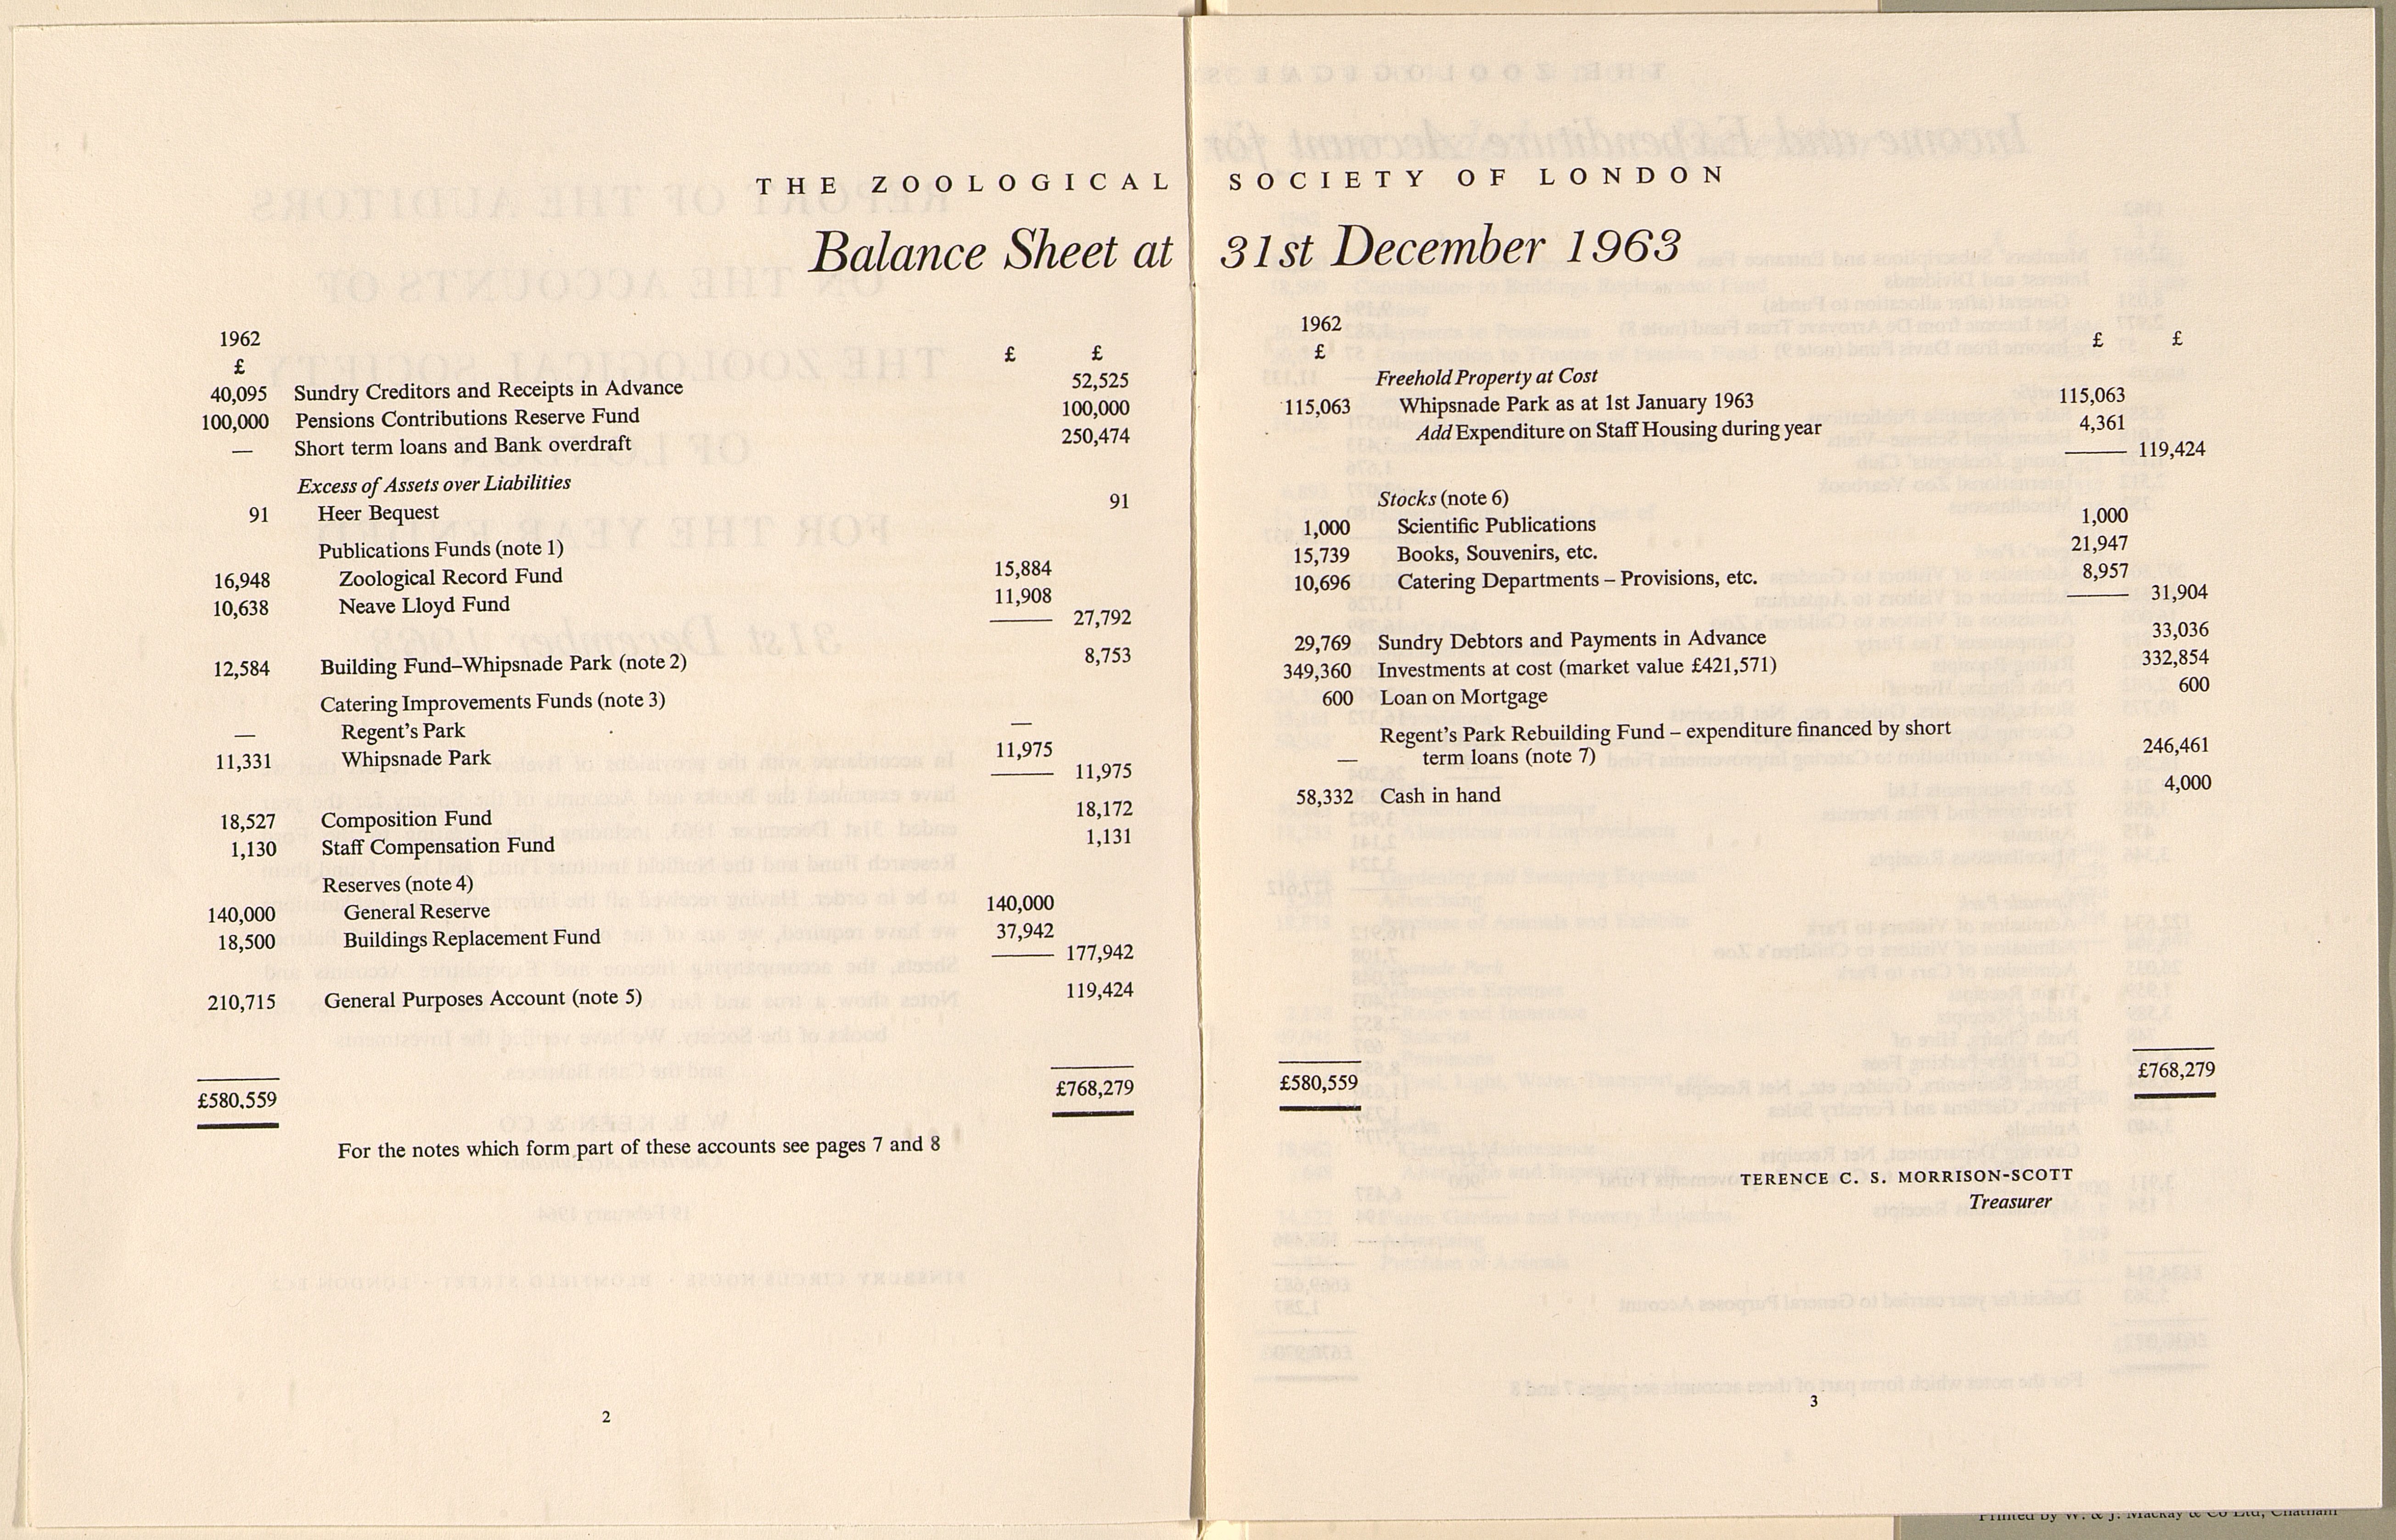 THE ZOOLOGICAL SOCIETY OF LONDON
Balance Sheet at 31st December 1963
1962
£ £ £
40,095 Sundry Creditors and Receipts in Advance 52,525
100,000 Pensions Contributions Reserve Fund 100,000
— Short term loans and Bank overdraft 250,474
Excess of Assets over Liabilities
91 Heer Bequest 91
Publications Funds (note 1)
16,948 Zoological Record Fund 15,884
10,638 Neave Lloyd Fund 11,908
27,792
12,584 Building Fund–Whipsnade Park (note 2) 8,753
Catering Improvements Funds (note 3)
— Regent's Park —
11,331 Whipsnade Park 11,975
11,975
18,527 Composition Fund 18,172
1,130 Staff Compensation Fund 1,131
Reserves (note 4)
140,000 General Reserve 140,000
18,500 Buildings Replacement Fund 37,942
177,942
210,715 General Purposes Account (note 5) 119,424
£580,559 £768,279
For the notes which form part of these accounts see pages 7 and 8
2
1962
£ £ £
Freehold Property at Cost
115,063 Whipsnade Park as at 1st January 1963 115,063
Add Expenditure on Staff Housing during year 4,361
119,424
Stocks (note 6)
1,000 Scientific Publications 1,000
15,739 Books, Souvenirs, etc. 21,947
10,696 Catering Departments – Provisions, etc. 8,957
31,904
29,769 Sundry Debtors and Payments in Advance 33,036
349,360 Investments at cost (market value £421,571) 332,854
600 Loan on Mortgage 600
Regent's Park Rebuilding Fund – expenditure financed by short
— term loans (note 7) 246,461
58,332 Cash in hand 4,000
£580,559 £768,279
TERENCE C. S. MORRISON-SCOTT
Treasurer
3
Printed by W. & J. Mackay & Co Ltd, Chatham